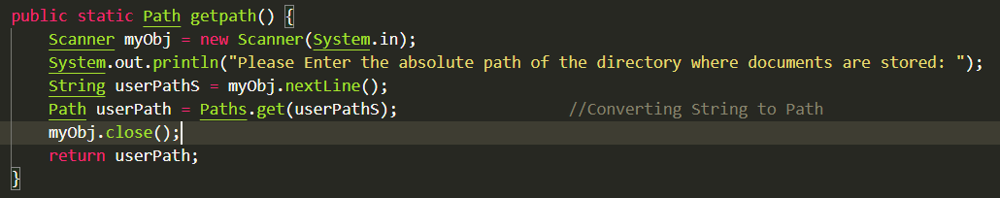 public static Path getpath() {
    Scanner myObj = new Scanner(System.in);
    System.out.println("Please Enter the absolute path of the directory where documents are stored: ");
    String userPathS = myObj.nextLine();
    Path userPath = Paths.get(userPathS);                //Converting String to Path
    myObj.close();
    return userPath;
}